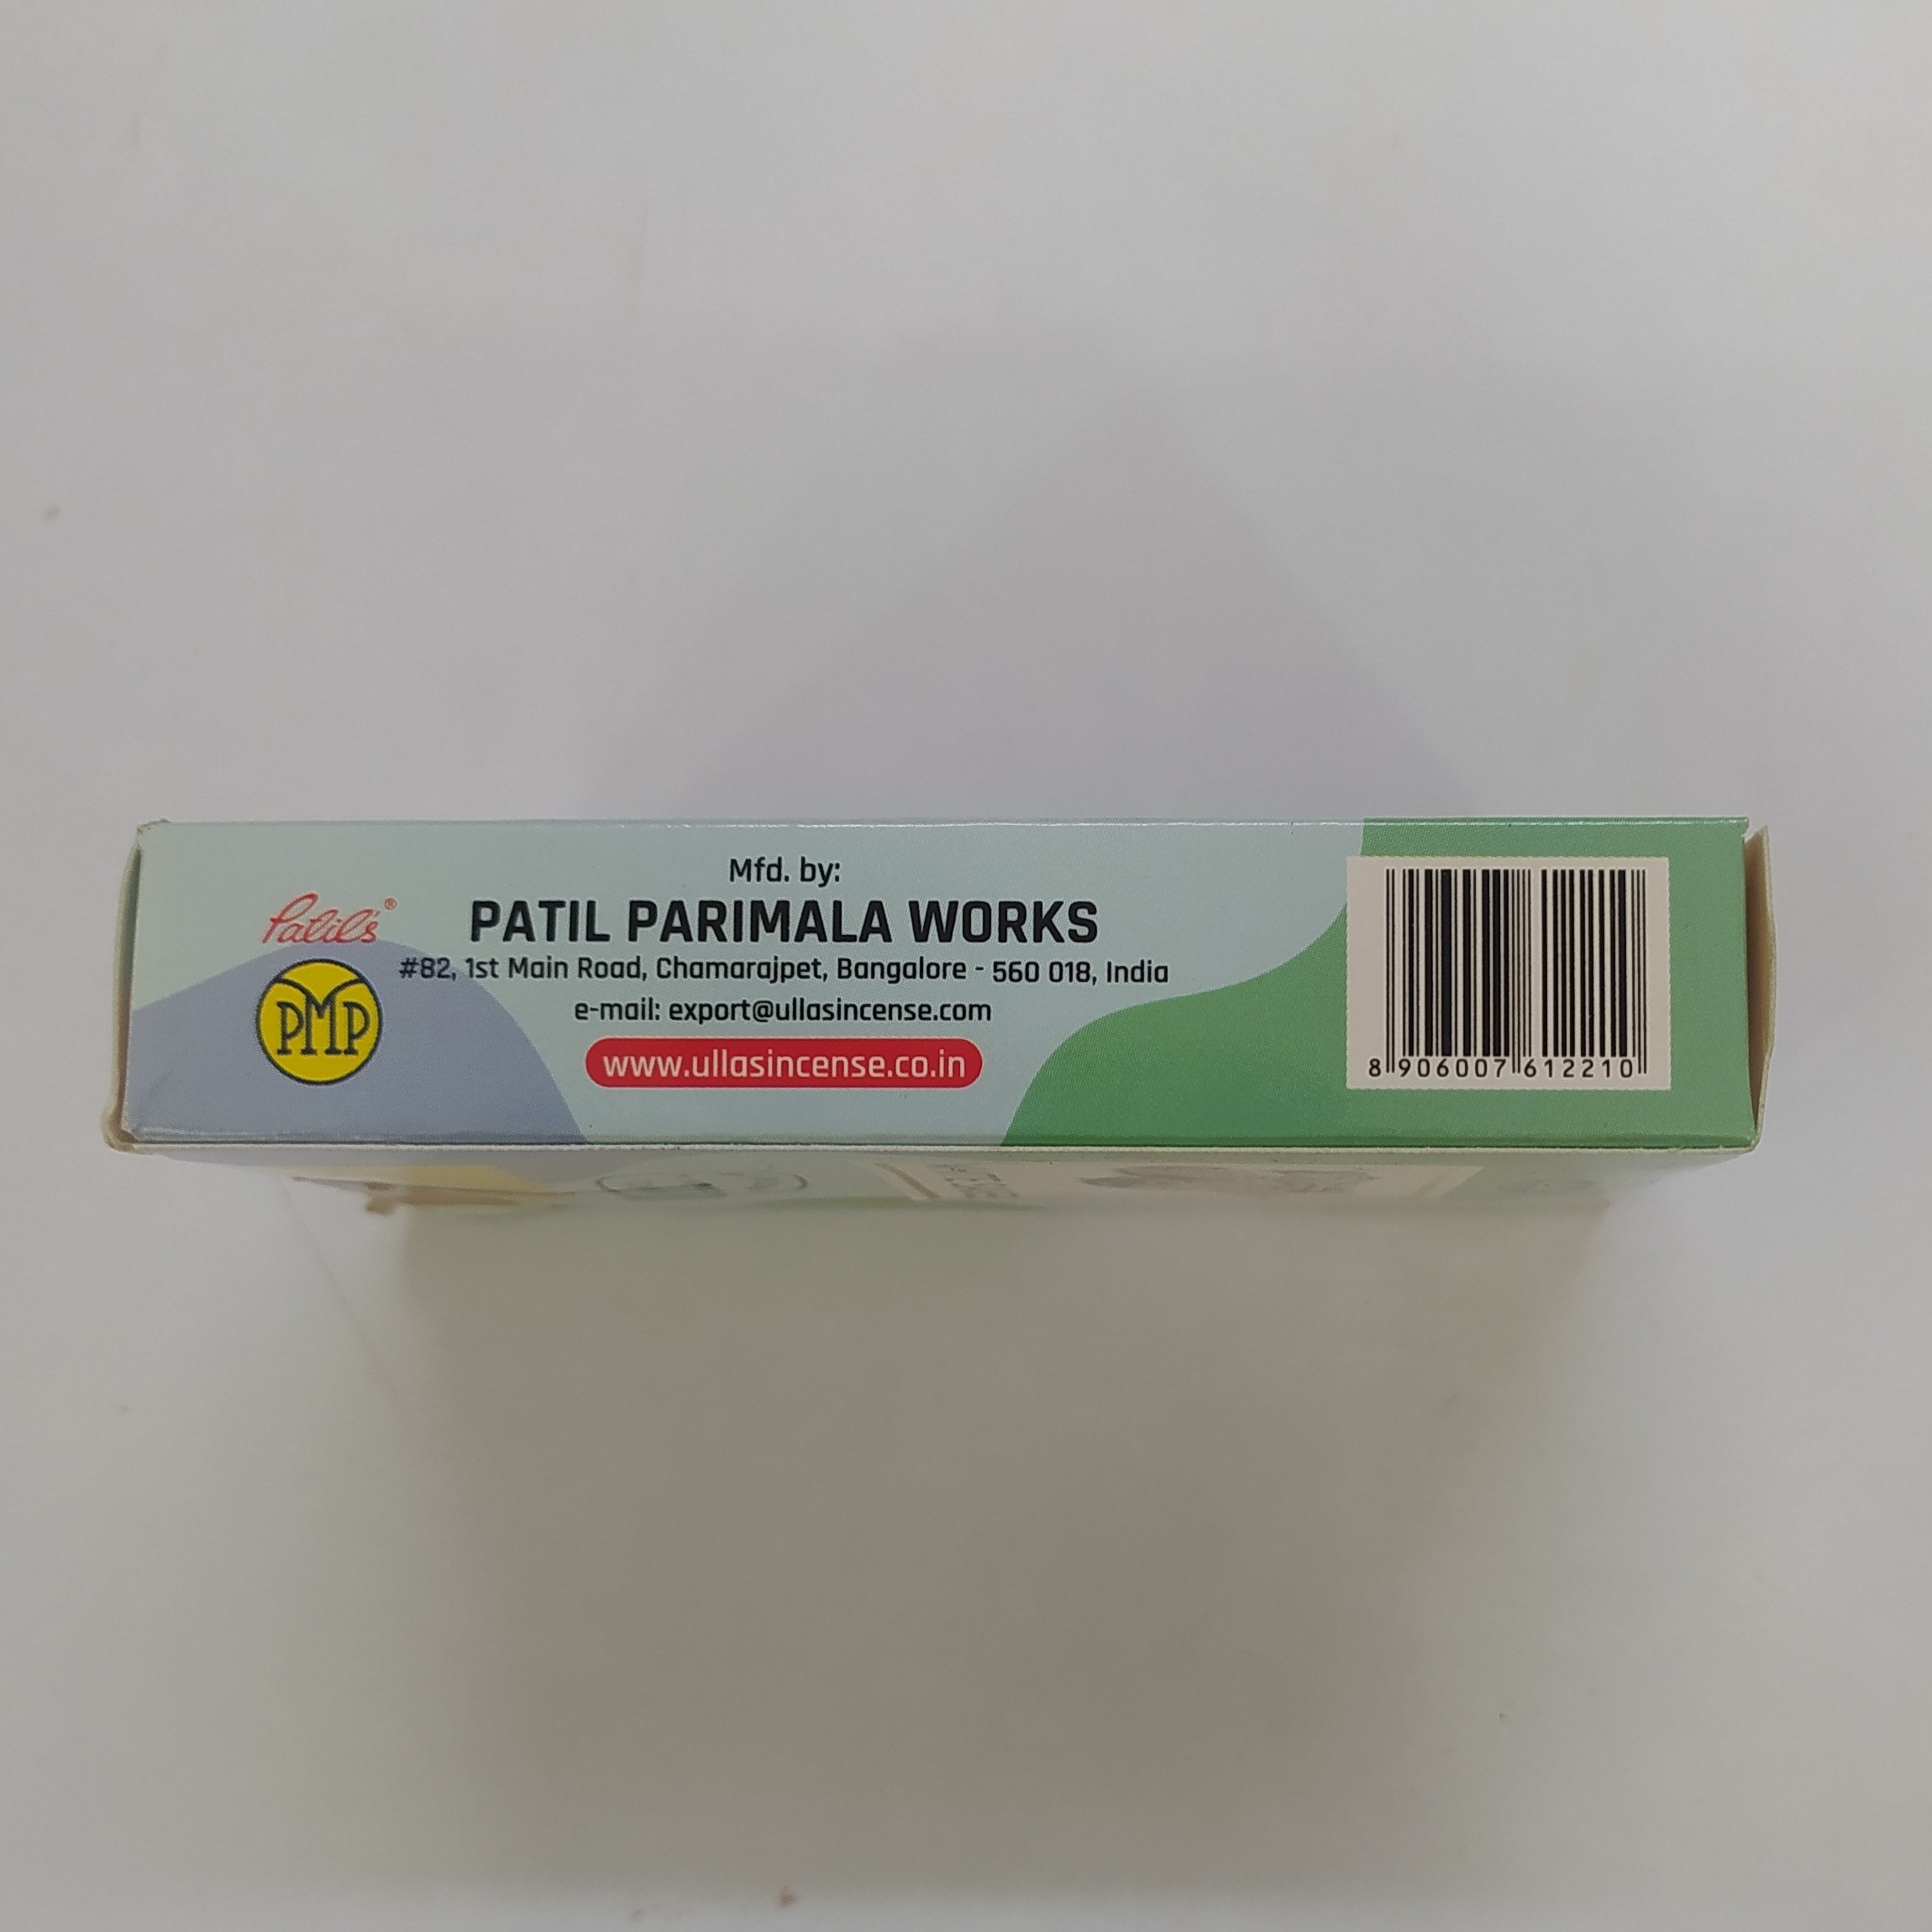 Patil's®
PMP
Mfd. by:
PATIL PARIMALA WORKS
#82, 1st Main Road, Chamarajpet, Bangalore - 560 018, India
e-mail: export@ullasincense.com
www.ullasincense.co.in
8 906007 612210